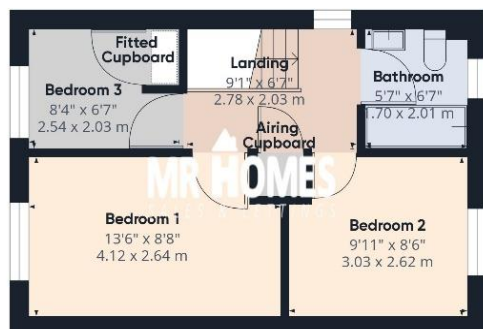 Fitted
Cupboard
Bedroom 3
8'4" x 6'7"
2.54 x 2.03 m
Landing
9'1" x 6'7"
2.78 x 2.03 m
Bathroom
5'7" x 6'7"
1.70 x 2.01 m
Airing
Cupboard
MR HOMES
Bedroom 1
13'6" x 8'8"
4.12 x 2.64 m
Bedroom 2
9'11" x 8'6"
3.03 x 2.62 m